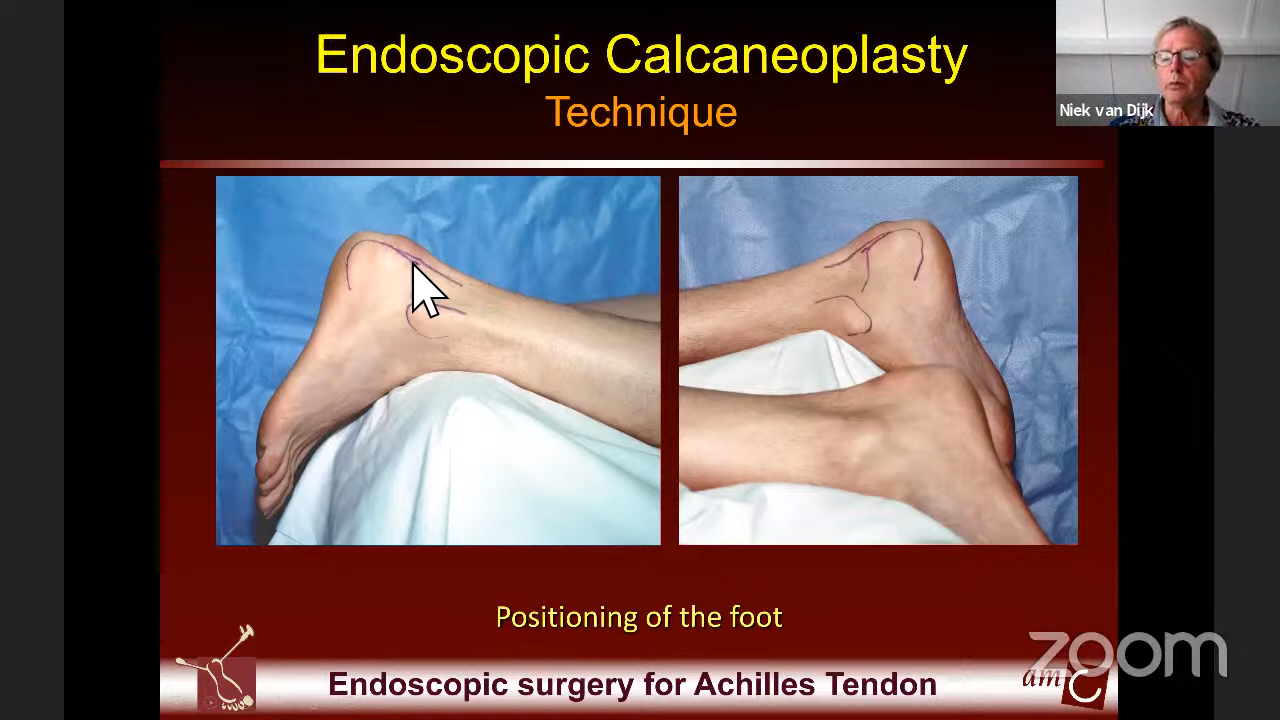 Endoscopic Calcaneoplasty
Technique
Niek van Dijk
Positioning of the foot
zoom
Endoscopic surgery for Achilles Tendon
amC